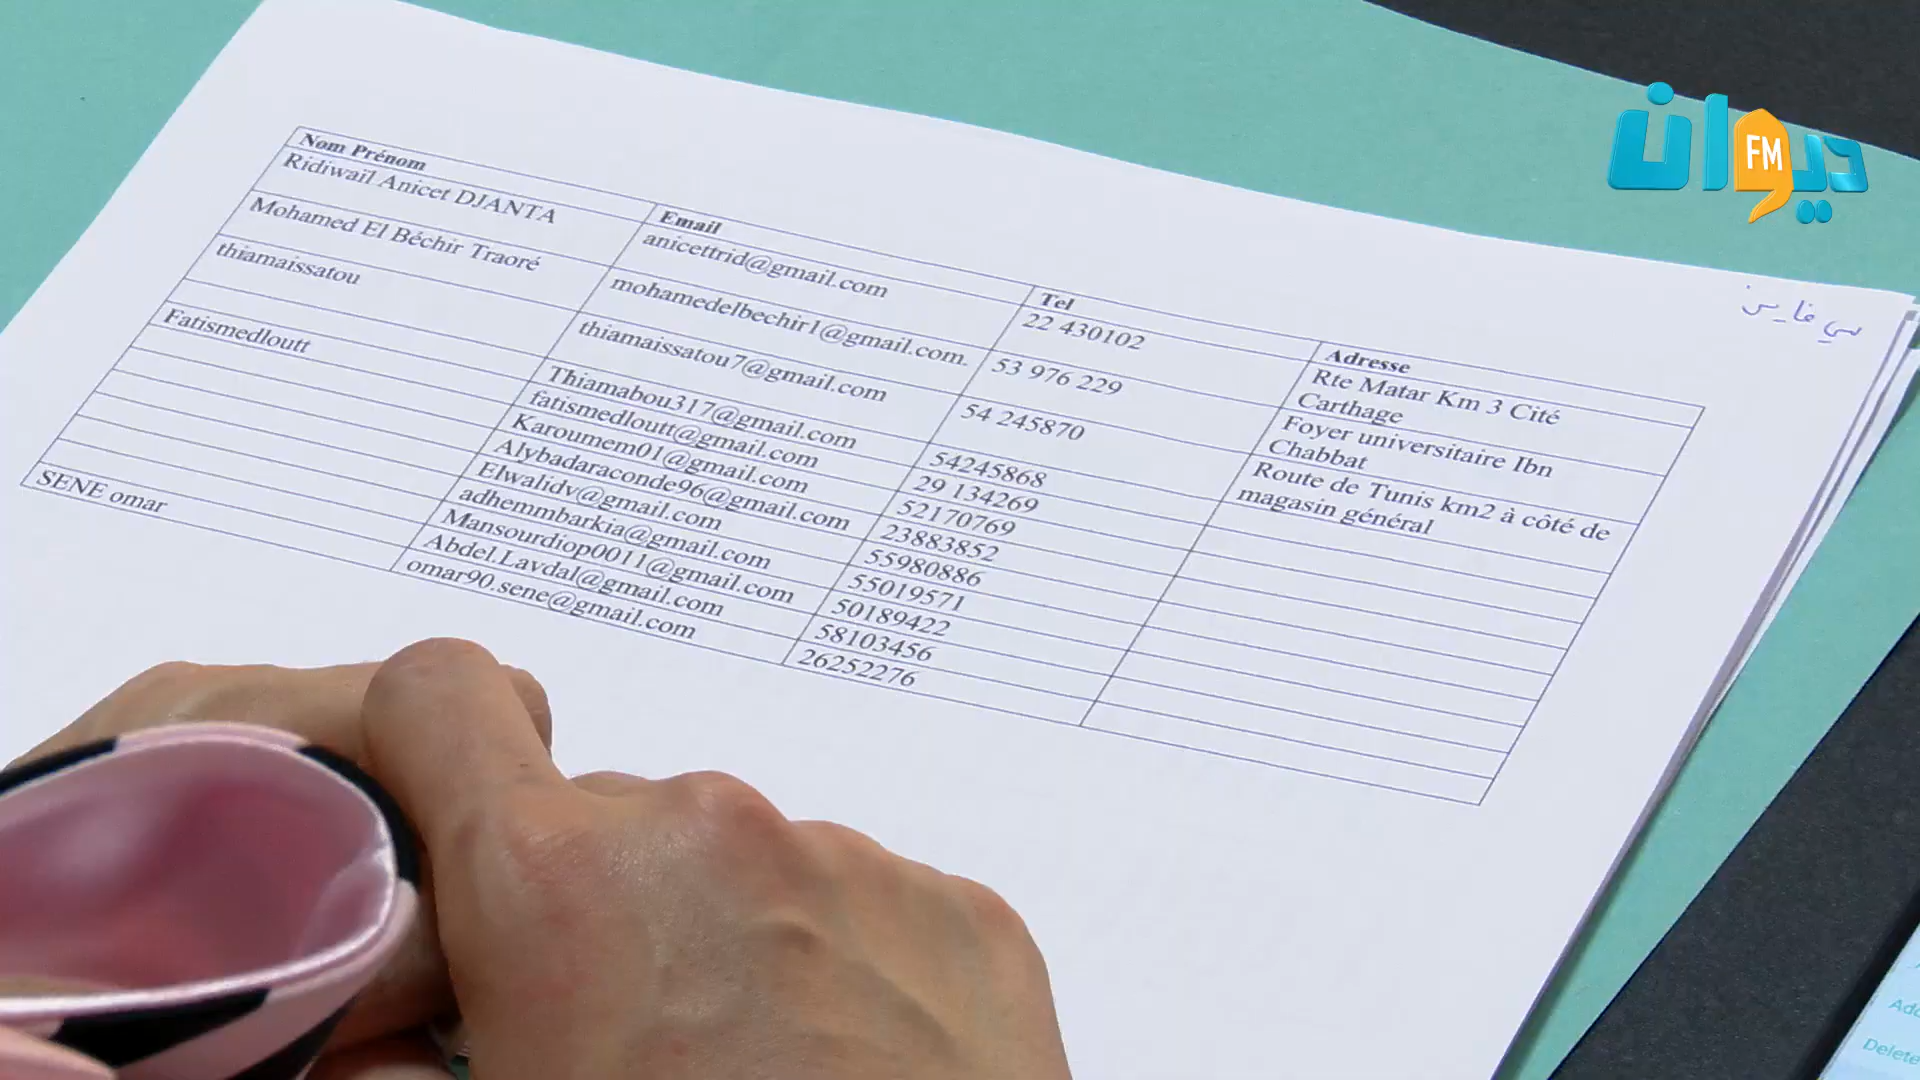 ديوان FM
سي فارس
Nom Prénom
Email
Tel
Adresse
Ridiwail Anicet DJANTA
anicettrid@gmail.com
22 430102
Rte Matar Km 3 Cité
Carthage
Mohamed El Béchir Traoré
mohamedelbechir1@gmail.com.
53 976 229
Foyer universitaire Ibn
Chabbat
thiamaissatou
thiamaissatou7@gmail.com
54 245870
Route de Tunis km2 à côté de
magasin général
Thiamabou317@gmail.com
54245868
Fatismedloutt
fatismedloutt@gmail.com
29 134269
Karoumem01@gmail.com
52170769
Alybadaraconde96@gmail.com
23883852
Elwalidv@gmail.com
55980886
adhemmbarkia@gmail.com
55019571
Mansourdiop0011@gmail.com
50189422
Abdel.Lavdal@gmail.com
58103456
SENE omar
omar90.sene@gmail.com
26252276
Delete